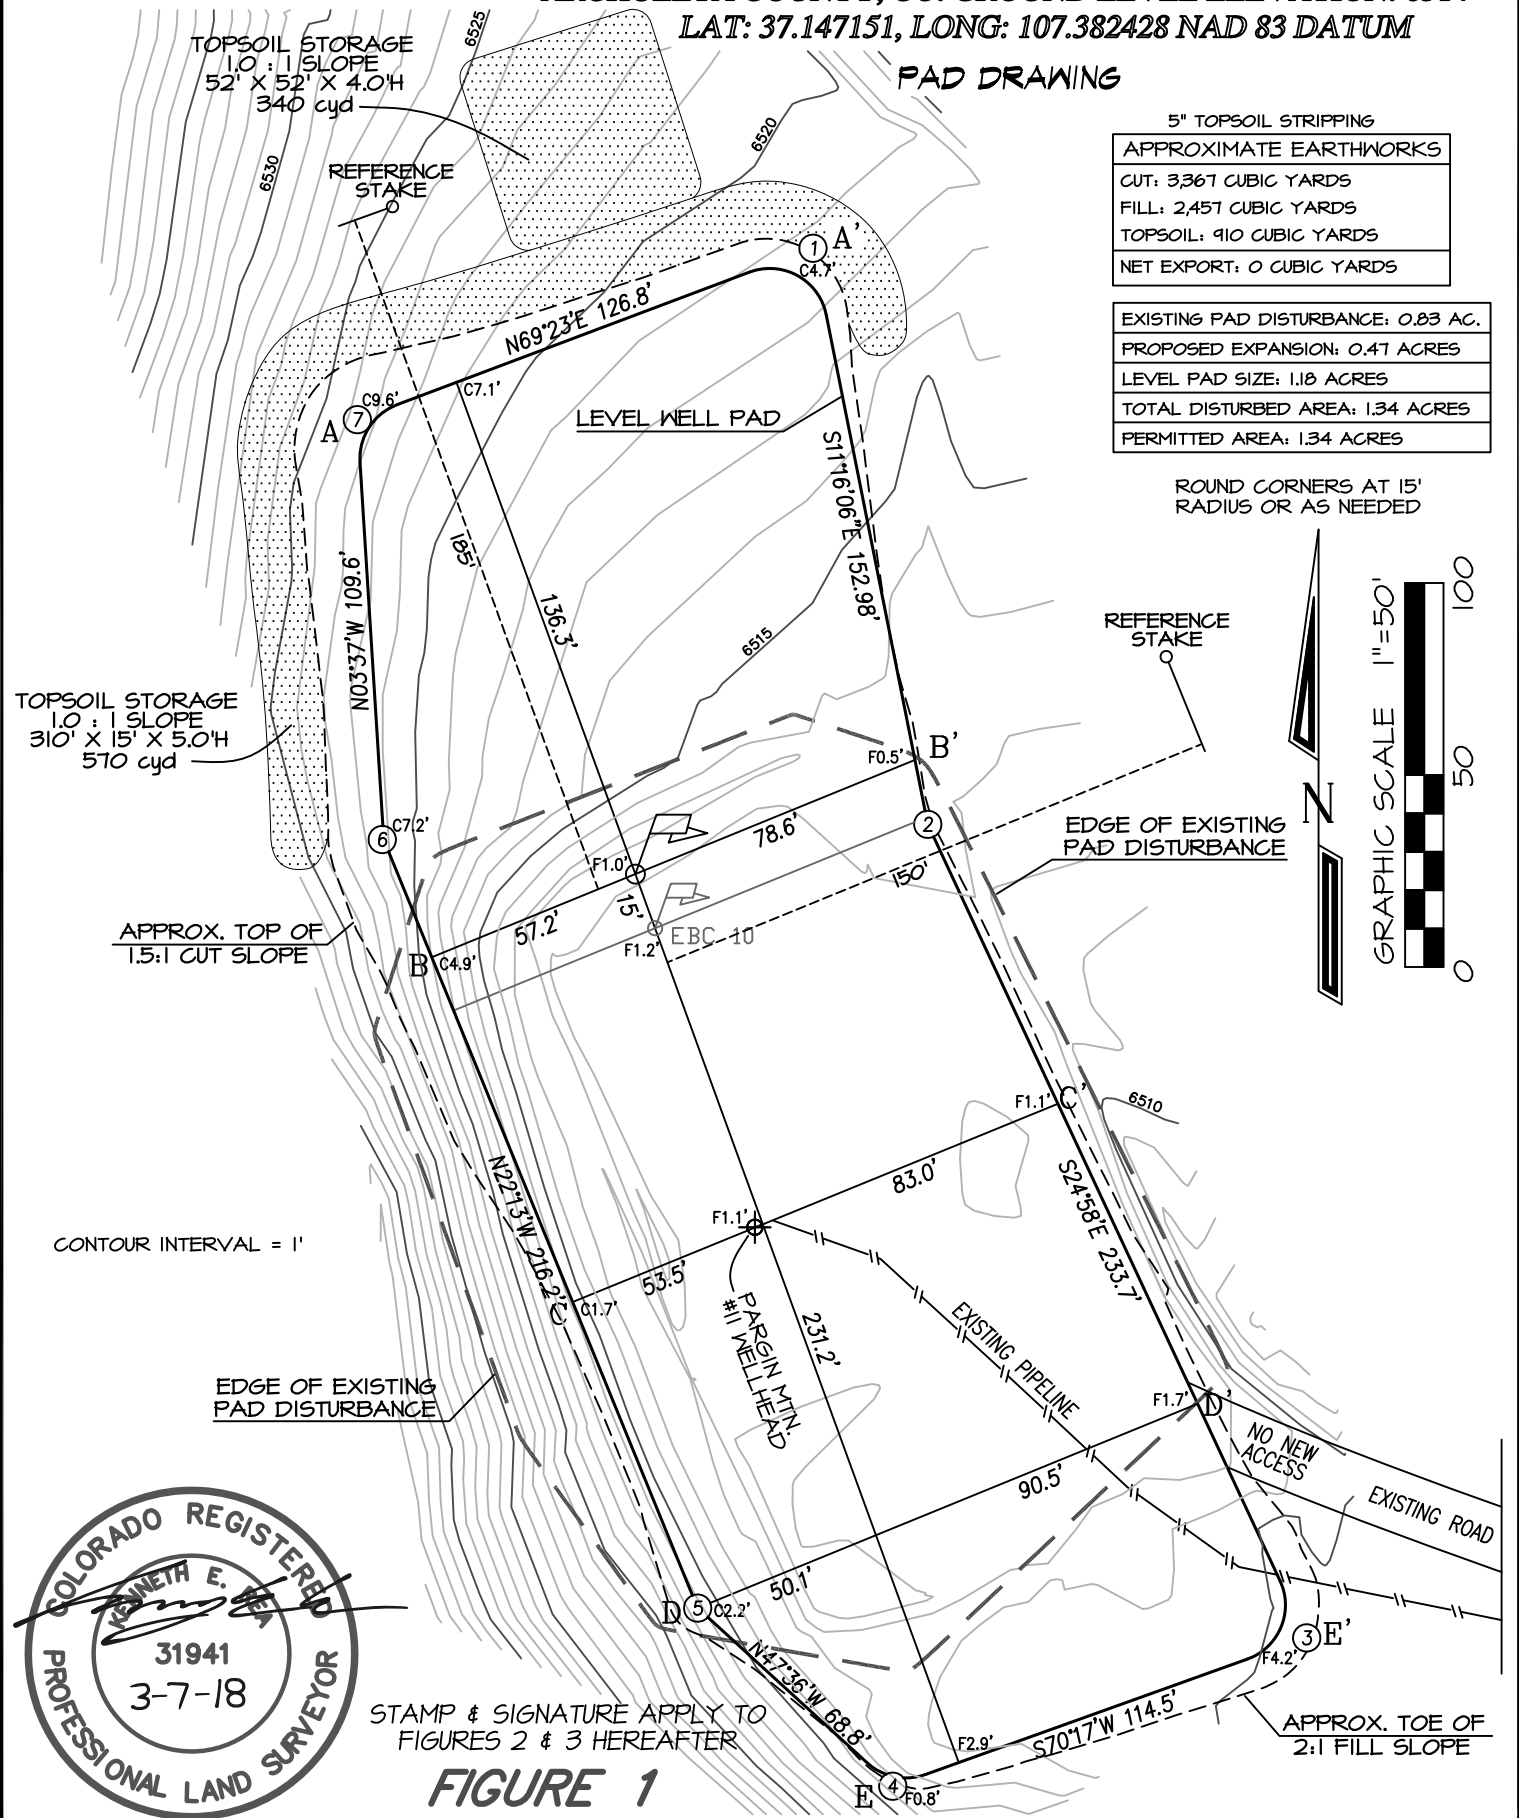 LAT: 37.147151, LONG: 107.382428 NAD 83 DATUM
PAD DRAWING
TOPSOIL STORAGE
1.0 : 1 SLOPE
52' X 52' X 4.0'H
340 cyd
6525
6530
6520
REFERENCE
STAKE
5" TOPSOIL STRIPPING
APPROXIMATE EARTHWORKS
CUT: 3,367 CUBIC YARDS
FILL: 2,457 CUBIC YARDS
TOPSOIL: 910 CUBIC YARDS
NET EXPORT: 0 CUBIC YARDS
EXISTING PAD DISTURBANCE: 0.83 AC.
PROPOSED EXPANSION: 0.47 ACRES
LEVEL PAD SIZE: 1.18 ACRES
TOTAL DISTURBED AREA: 1.34 ACRES
PERMITTED AREA: 1.34 ACRES
ROUND CORNERS AT 15'
RADIUS OR AS NEEDED
1 A'
C4.7'
N69°23'E 126.8'
C9.6'
7
A
C7.1'
LEVEL WELL PAD
S11°16'06"E 152.98'
185'
136.3'
N03°37'W 109.6'
6515
REFERENCE
STAKE
GRAPHIC SCALE 1"=50'
100
50
0
N
TOPSOIL STORAGE
1.0 : 1 SLOPE
310' X 15' X 5.0'H
570 cyd
F0.5'
B'
2
6
C7.2'
78.6'
F1.0'
15'
150'
57.2'
EBC 10
F1.2'
EDGE OF EXISTING
PAD DISTURBANCE
APPROX. TOP OF
1.5:1 CUT SLOPE
B
C4.9'
F1.1'
C'
6510
83.0'
S24°58'E 233.7'
N22°13'W 216.2'
F1.1'
CONTOUR INTERVAL = 1'
53.5'
C
C1.7'
PARGIN MTN.
#11 WELLHEAD
231.2'
EXISTING PIPELINE
EDGE OF EXISTING
PAD DISTURBANCE
F1.7'
D'
NO NEW
ACCESS
EXISTING ROAD
90.5'
50.1'
D
5
C2.2'
3
E'
F4.2'
N47°36'W 68.8'
F2.9'
S70°17'W 114.5'
E
4
F0.8'
APPROX. TOE OF
2:1 FILL SLOPE
COLORADO REGISTERED
KENNETH E. REA
31941
3-7-18
PROFESSIONAL LAND SURVEYOR
STAMP & SIGNATURE APPLY TO
FIGURES 2 & 3 HEREAFTER
FIGURE 1